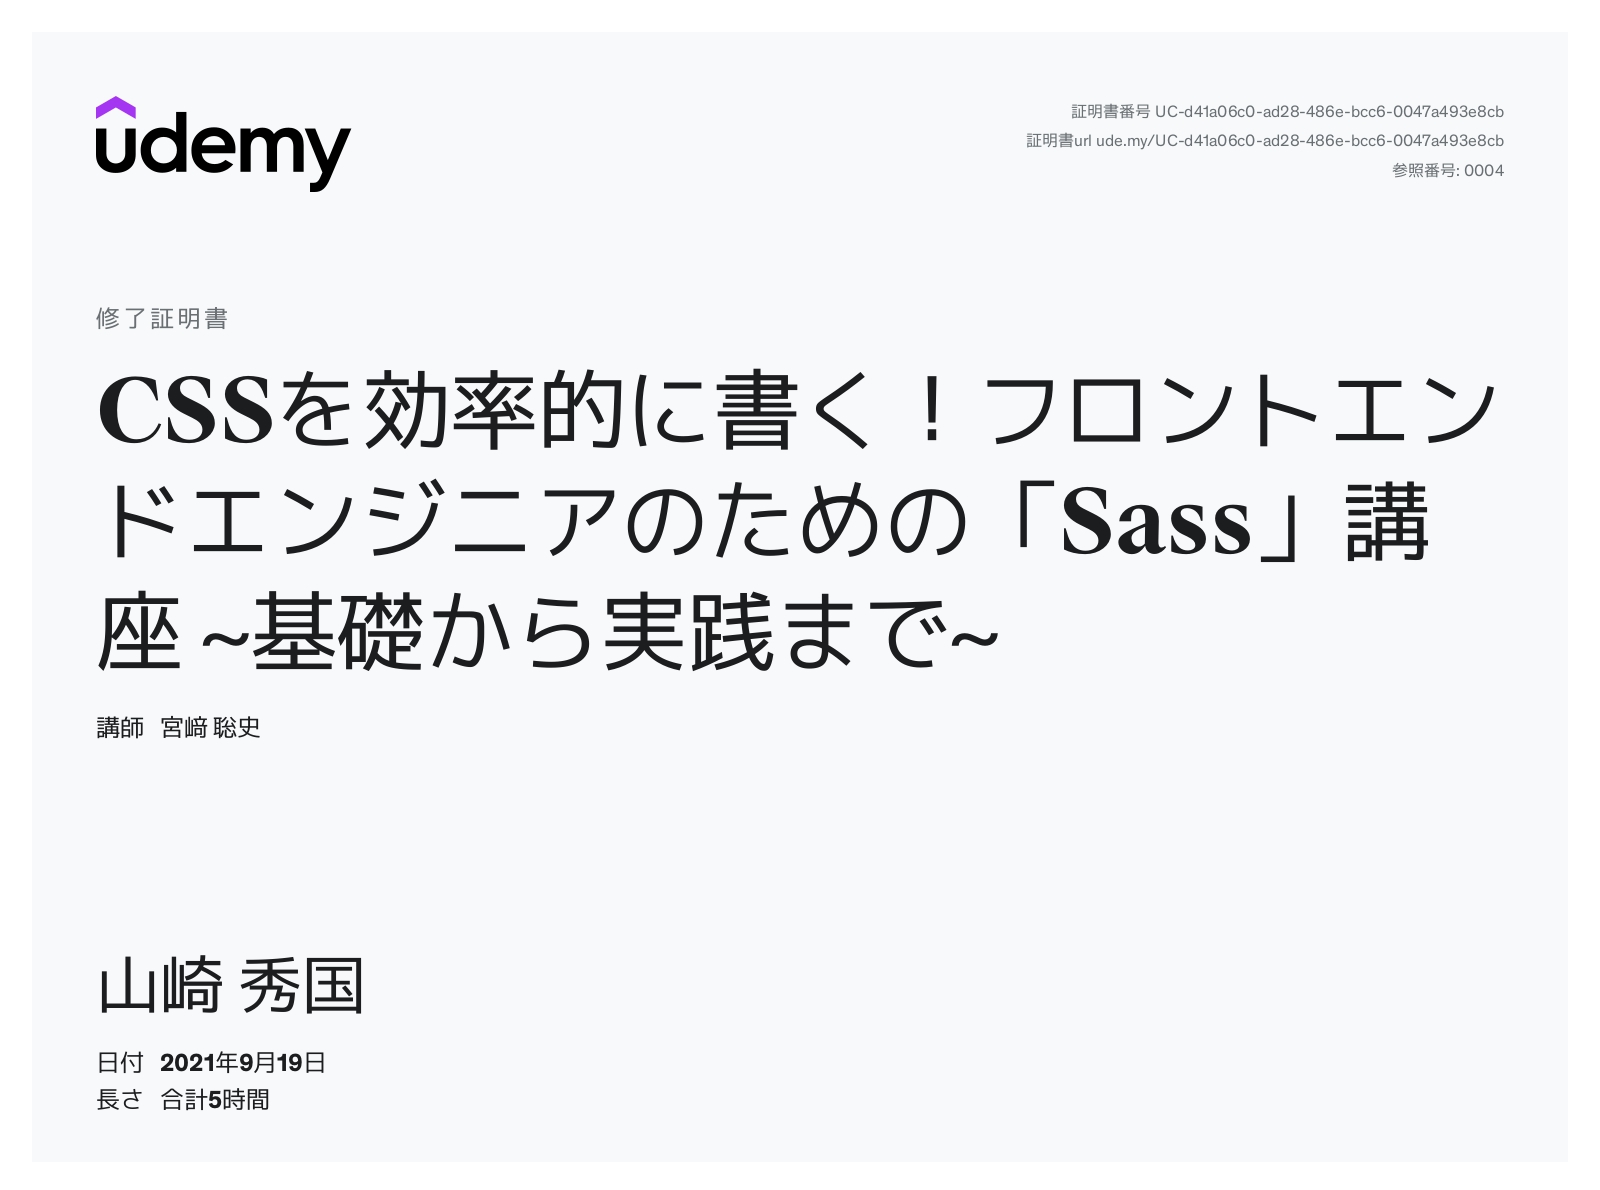 udemy
証明書番号 UC-d41a06c0-ad28-486e-bcc6-0047a493e8cb
証明書url ude.my/UC-d41a06c0-ad28-486e-bcc6-0047a493e8cb
参照番号: 0004
修了証明書
CSSを効率的に書く！フロントエン
ドエンジニアのための「Sass」講
座 ~基礎から実践まで~
講師 宮﨑 聡史
山崎 秀国
日付 2021年9月19日
長さ 合計5時間